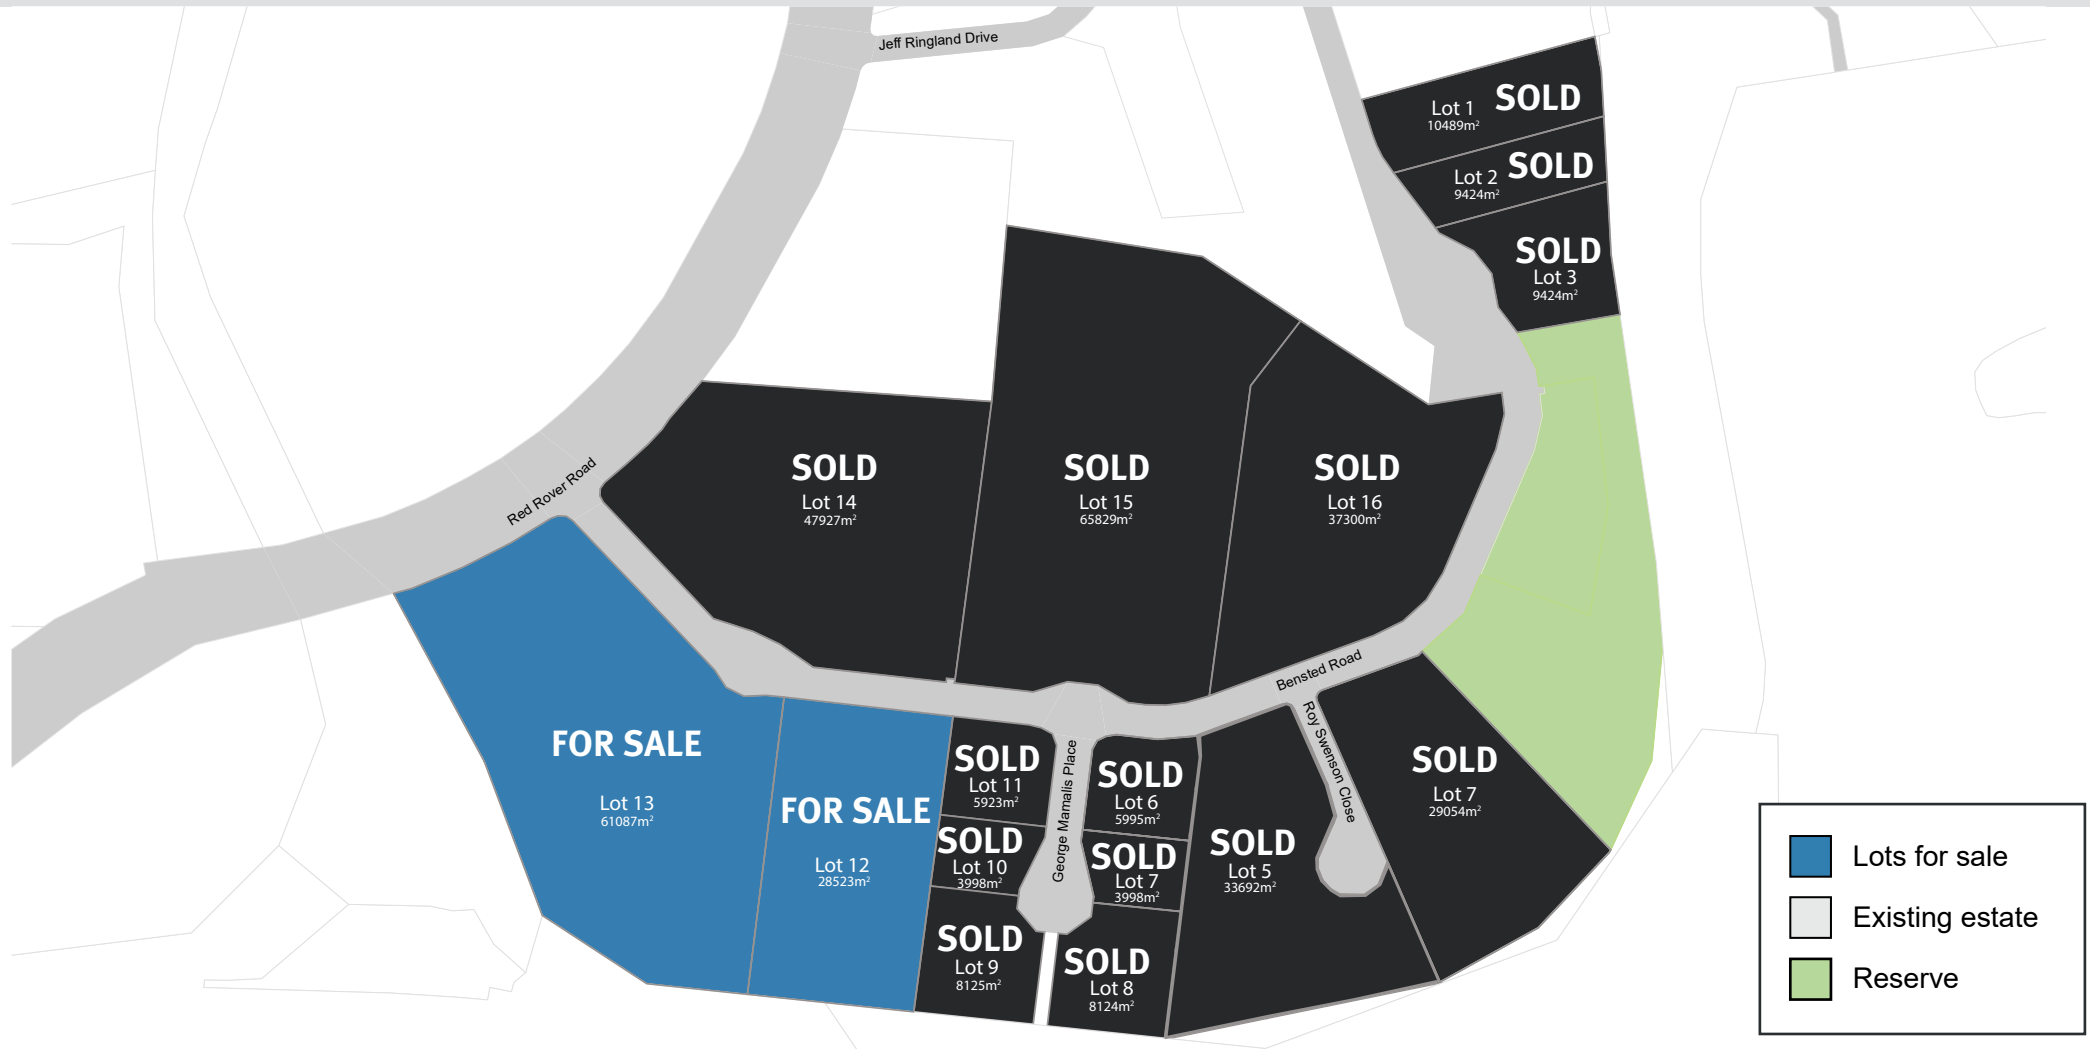 Jeff Ringland Drive
Lot 1
10489m²
SOLD
Lot 2
9424m²
SOLD
SOLD
Lot 3
9424m²
Red Rover Road
SOLD
Lot 14
47927m²
SOLD
Lot 15
65829m²
SOLD
Lot 16
37300m²
Bensted Road
Roy Swenson Close
George Mamalis Place
FOR SALE
Lot 13
61087m²
FOR SALE
Lot 12
28523m²
SOLD
Lot 11
5923m²
SOLD
Lot 10
3998m²
SOLD
Lot 9
8125m²
SOLD
Lot 6
5995m²
SOLD
Lot 7
3998m²
SOLD
Lot 8
8124m²
SOLD
Lot 5
33692m²
SOLD
Lot 7
29054m²
Lots for sale
Existing estate
Reserve